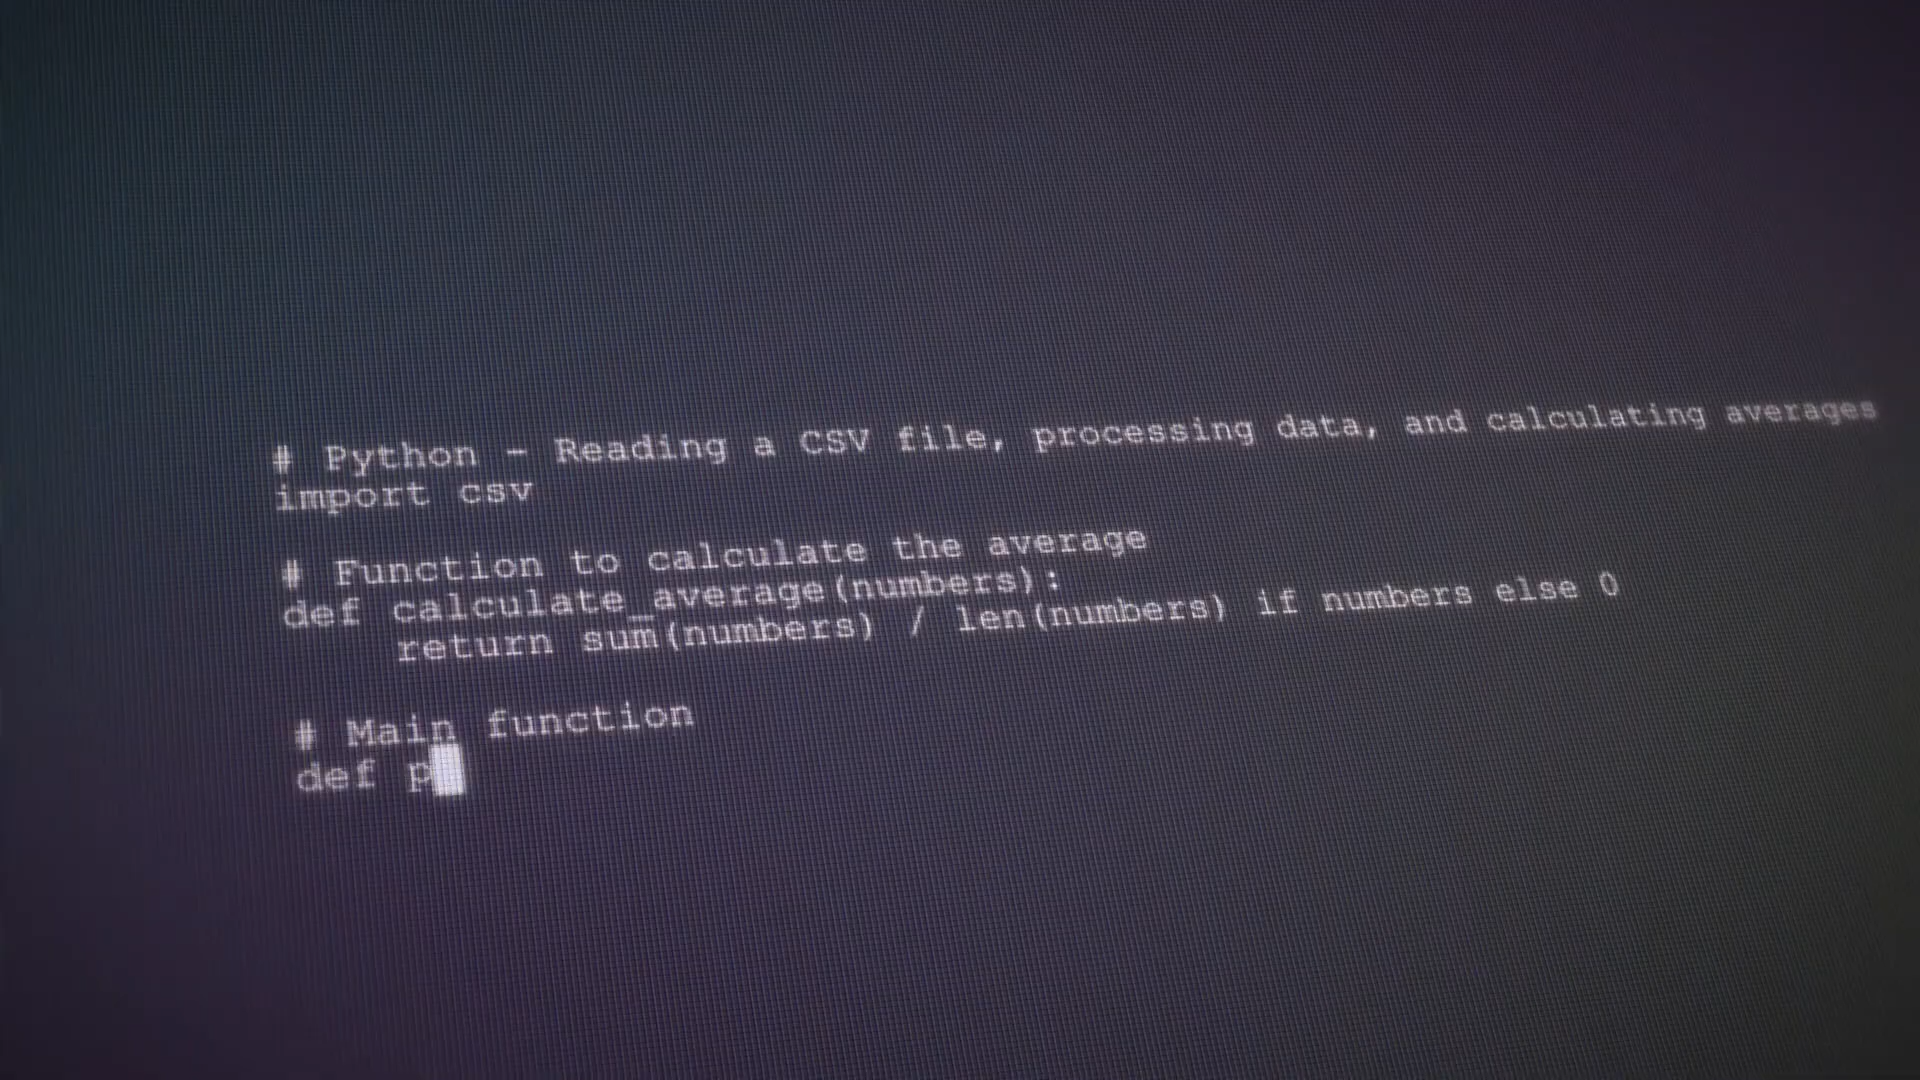 # Python - Reading a CSV file, processing data, and calculating averages
import csv
# Function to calculate the average
def calculate_average(numbers):
return sum(numbers) / len(numbers) if numbers else 0
# Main function
def p